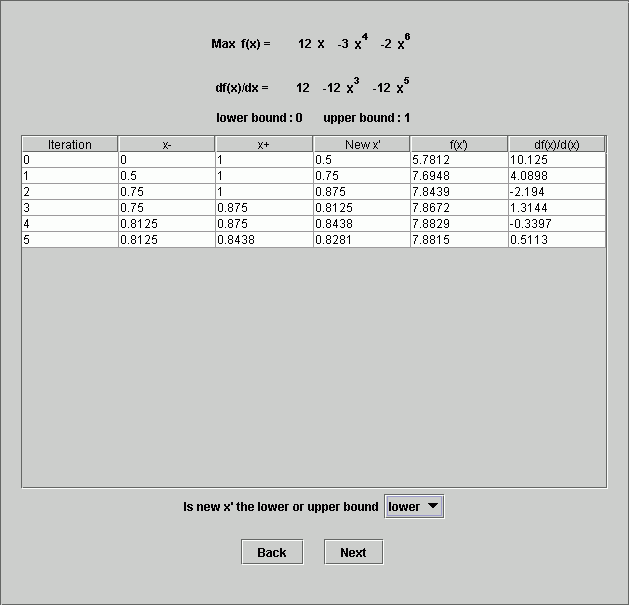 Max f(x) = 12 x -3 x^4 -2 x^6
df(x)/dx = 12 -12 x^3 -12 x^5
lower bound : 0 upper bound : 1
Iteration x- x+ New x' f(x') df(x)/d(x)
0 0 1 0.5 5.7812 10.125
1 0.5 1 0.75 7.6948 4.0898
2 0.75 1 0.875 7.8439 -2.194
3 0.75 0.875 0.8125 7.8672 1.3144
4 0.8125 0.875 0.8438 7.8829 -0.3397
5 0.8125 0.8438 0.8281 7.8815 0.5113
Is new x' the lower or upper bound lower
Back Next